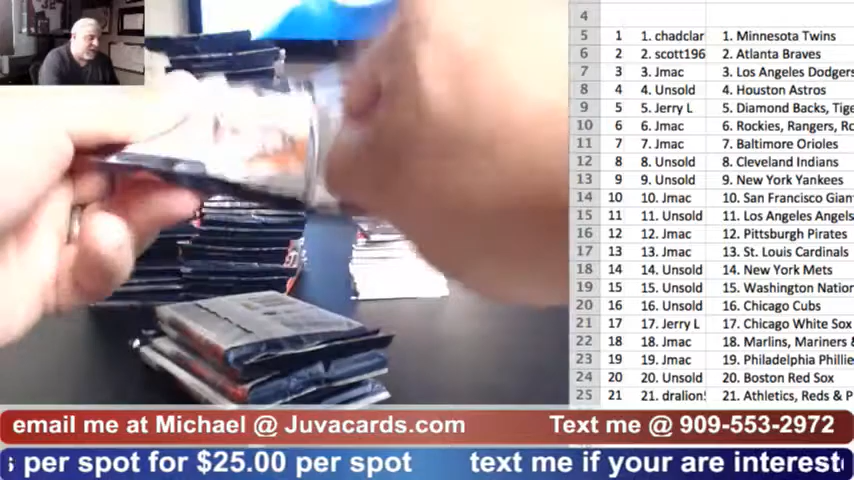 4
5 1 1. chadclar 1. Minnesota Twins
6 2 2. scott196 2. Atlanta Braves
7 3 3. Jmac 3. Los Angeles Dodgers
8 4 4. Unsold 4. Houston Astros
9 5 5. Jerry L 5. Diamond Backs, Tige
10 6 6. Jmac 6. Rockies, Rangers, Ro
11 7 7. Jmac 7. Baltimore Orioles
12 8 8. Unsold 8. Cleveland Indians
13 9 9. Unsold 9. New York Yankees
14 10 10. Jmac 10. San Francisco Gian
15 11 11. Unsold 11. Los Angeles Angels
16 12 12. Jmac 12. Pittsburgh Pirates
17 13 13. Jmac 13. St. Louis Cardinals
18 14 14. Unsold 14. New York Mets
19 15 15. Unsold 15. Washington Nation
20 16 16. Unsold 16. Chicago Cubs
21 17 17. Jerry L 17. Chicago White Sox
22 18 18. Jmac 18. Marlins, Mariners &
23 19 19. Jmac 19. Philadelphia Phillie
24 20 20. Unsold 20. Boston Red Sox
25 21 21. dralion! 21. Athletics, Reds & P
email me at Michael @ Juvacards.com Text me @ 909-553-2972
per spot for $25.00 per spot text me if your are interest